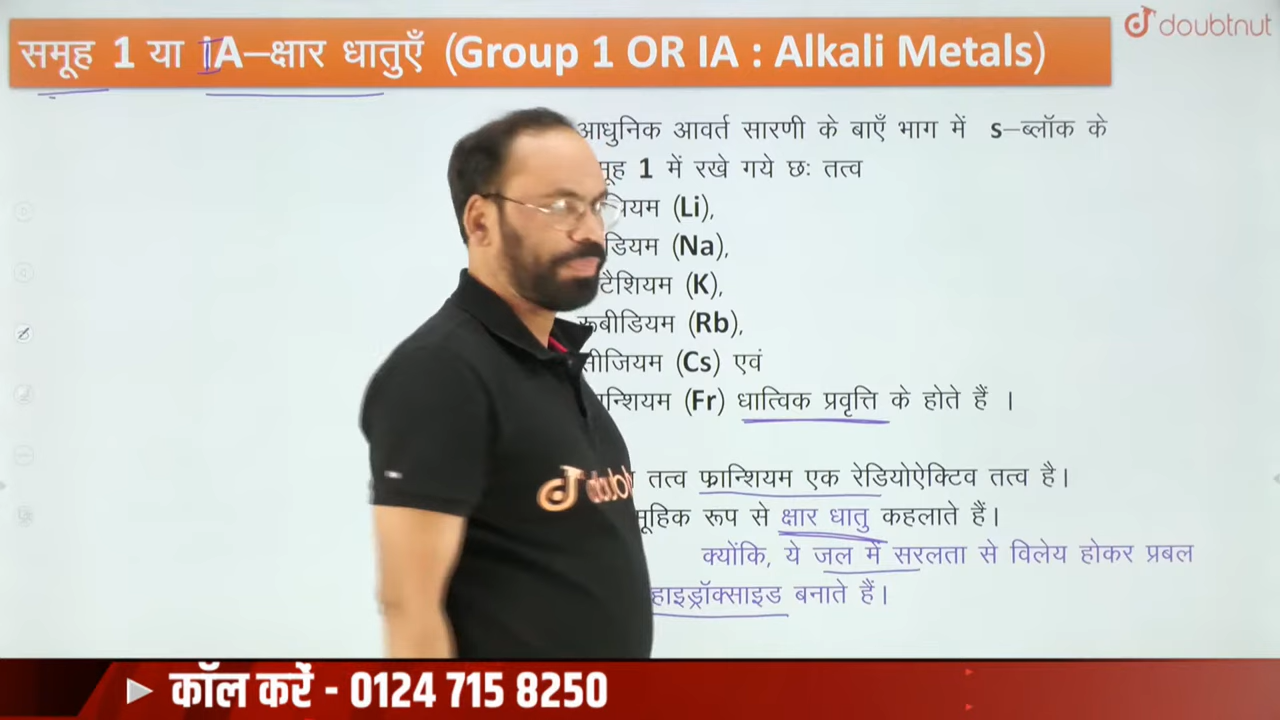 समूह 1 या IA–क्षार धातुएँ (Group 1 OR IA : Alkali Metals)
doubtnut
आधुनिक आवर्त सारणी के बाएँ भाग में s–ब्लॉक के
1 में रखे गये छः तत्व
(Li),
(Na),
(K),
रूबीडियम (Rb),
सीजियम (Cs) एवं
(Fr) धात्विक प्रवृत्ति के होते हैं ।
तत्व फ्रान्शियम एक रेडियोऐक्टिव तत्व है।
रूप से क्षार धातु कहलाते हैं।
क्योंकि, ये जल में सरलता से विलेय होकर प्रबल
हाइड्रॉक्साइड बनाते हैं।
कॉल करें - 0124 715 8250